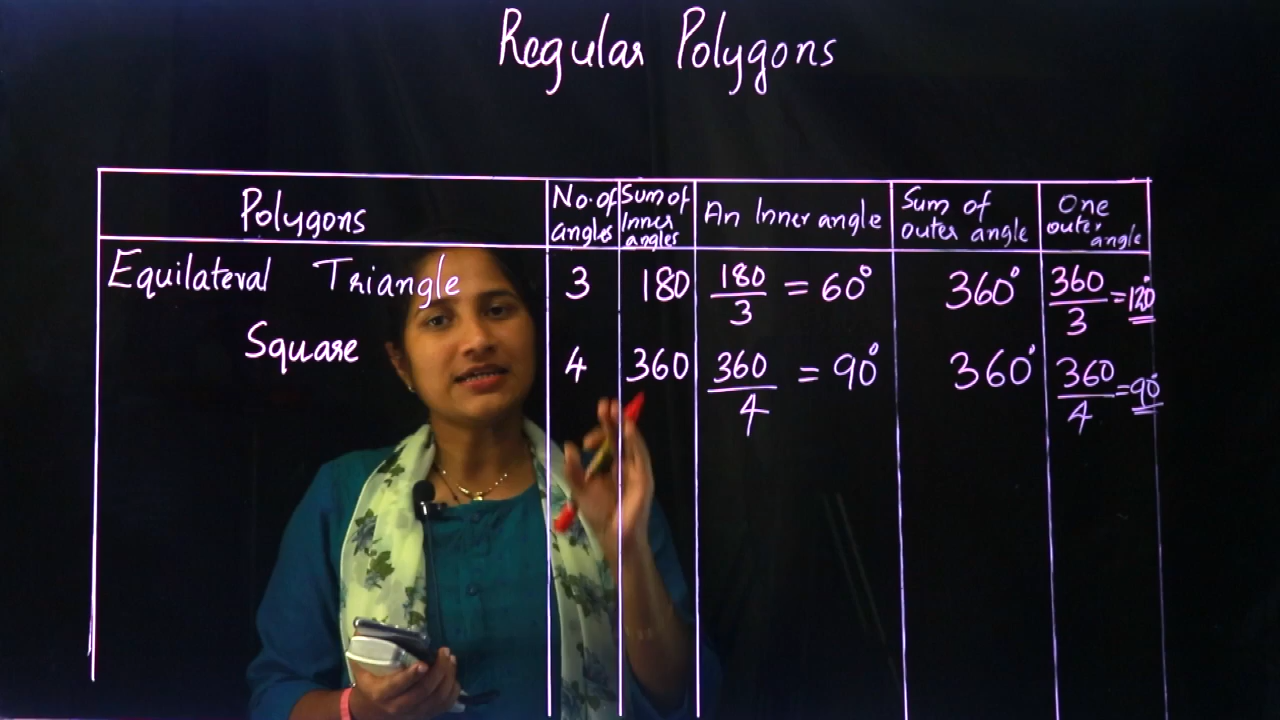 Regular Polygons
Polygons No. of angles Sum of Inner angles An Inner angle Sum of outer angle One outer angle
Equilateral Triangle 3 180 180/3 = 60° 360° 360/3 = 120°
Square 4 360 360/4 = 90° 360° 360/4 = 90°